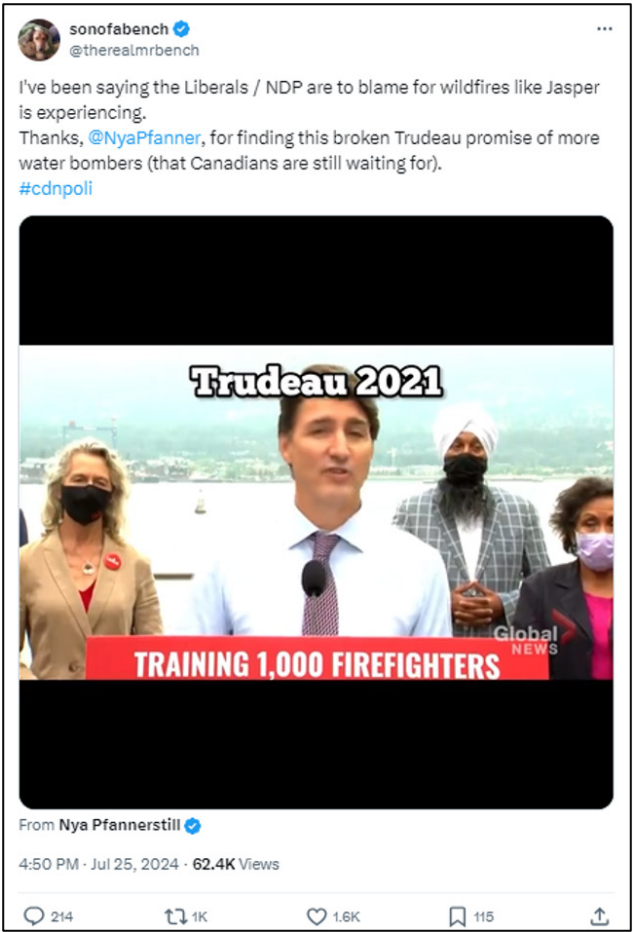 sonofabench
@therealmrbench
I've been saying the Liberals / NDP are to blame for wildfires like Jasper
is experiencing.
Thanks, @NyaPfanner, for finding this broken Trudeau promise of more
water bombers (that Canadians are still waiting for).
#cdnpoli
Trudeau 2021
Global
NEWS
TRAINING 1,000 FIREFIGHTERS
From Nya Pfannerstill
4:50 PM · Jul 25, 2024 · 62.4K Views
214 1K 1.6K 115